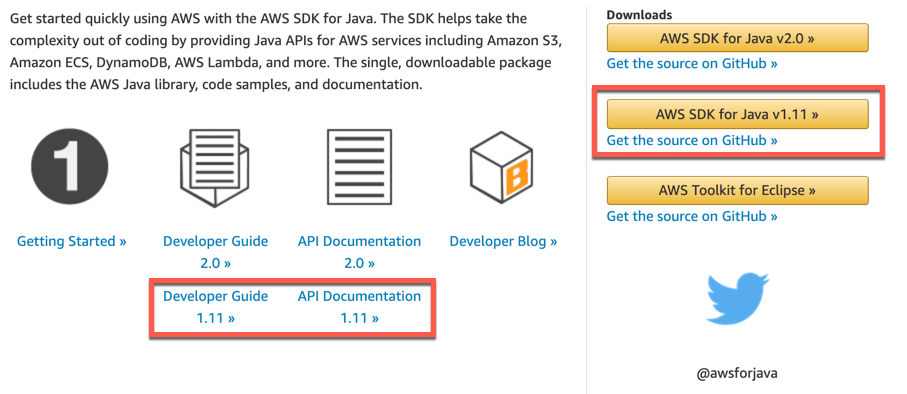 Get started quickly using AWS with the AWS SDK for Java. The SDK helps take the
complexity out of coding by providing Java APIs for AWS services including Amazon S3,
Amazon ECS, DynamoDB, AWS Lambda, and more. The single, downloadable package
includes the AWS Java library, code samples, and documentation.
1
B
Getting Started »
Developer Guide
2.0 »
API Documentation
2.0 »
Developer Blog »
Developer Guide
1.11 »
API Documentation
1.11 »
Downloads
AWS SDK for Java v2.0 »
Get the source on GitHub »
AWS SDK for Java v1.11 »
Get the source on GitHub »
AWS Toolkit for Eclipse »
Get the source on GitHub »
@awsforjava